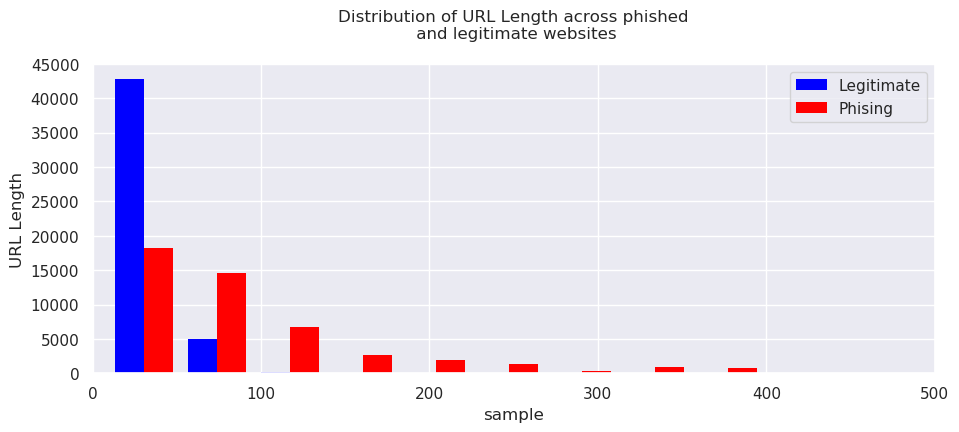 Distribution of URL Length across phished
and legitimate websites
45000
40000
35000
30000
25000
20000
15000
10000
5000
0
URL Length
Legitimate
Phising
0 100 200 300 400 500
sample